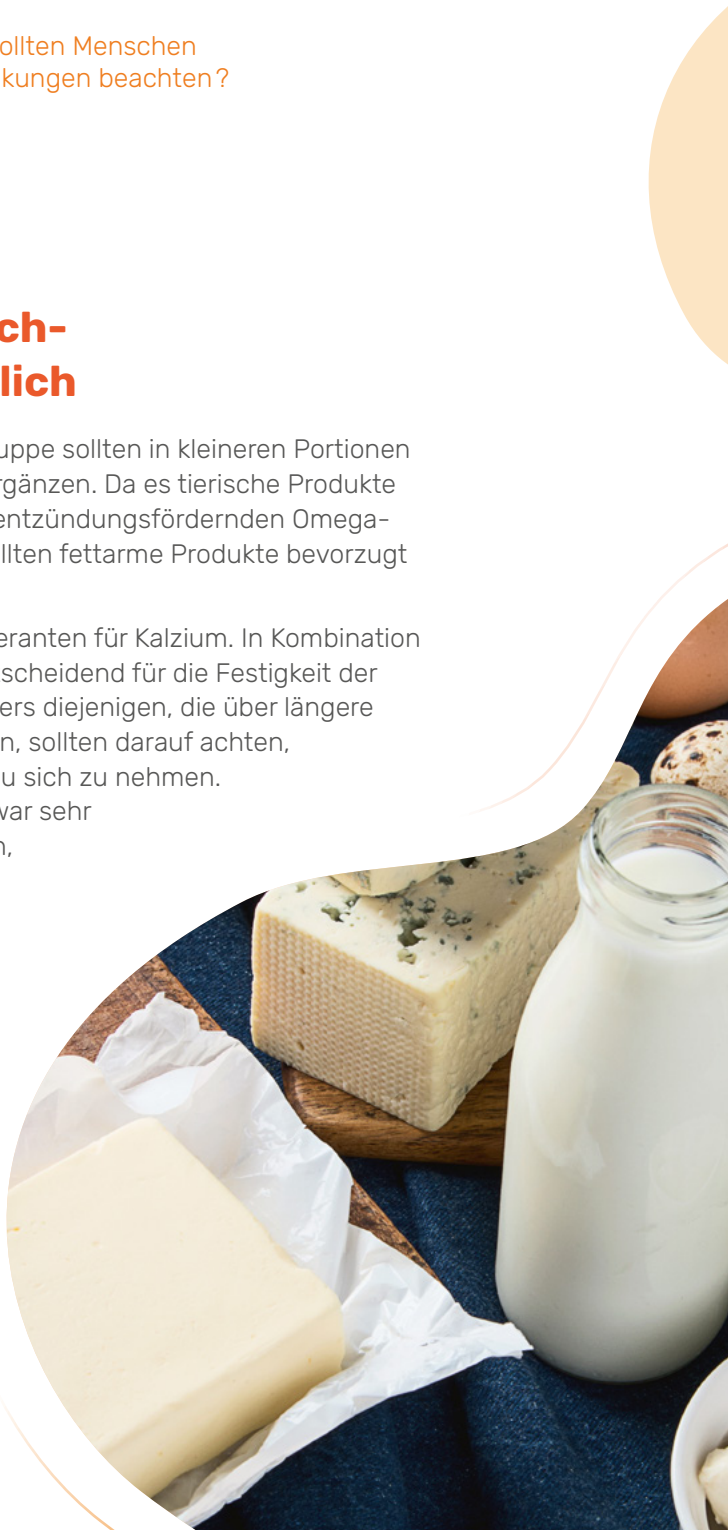 ollten Menschen
kungen beachten?
ch-
lich
uppe sollten in kleineren Portionen
rgänzen. Da es tierische Produkte
entzündungsfördernden Omega-
llten fettarme Produkte bevorzugt
eranten für Kalzium. In Kombination
scheidend für die Festigkeit der
ers diejenigen, die über längere
n, sollten darauf achten,
u sich zu nehmen.
war sehr
n,